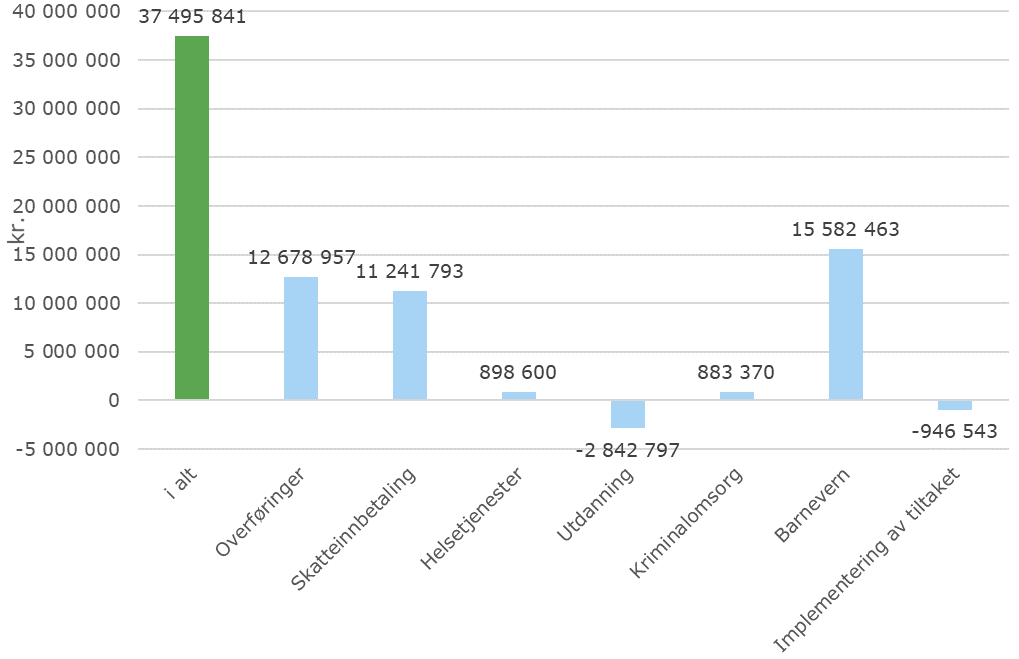 40 000 000
35 000 000
30 000 000
25 000 000
20 000 000
15 000 000
10 000 000
5 000 000
0
-5 000 000
kr.
37 495 841
12 678 957
11 241 793
898 600
-2 842 797
883 370
15 582 463
-946 543
i alt
Overføringer
Skatteinnbetaling
Helsetjenester
Utdanning
Kriminalomsorg
Barnevern
Implementering av tiltaket